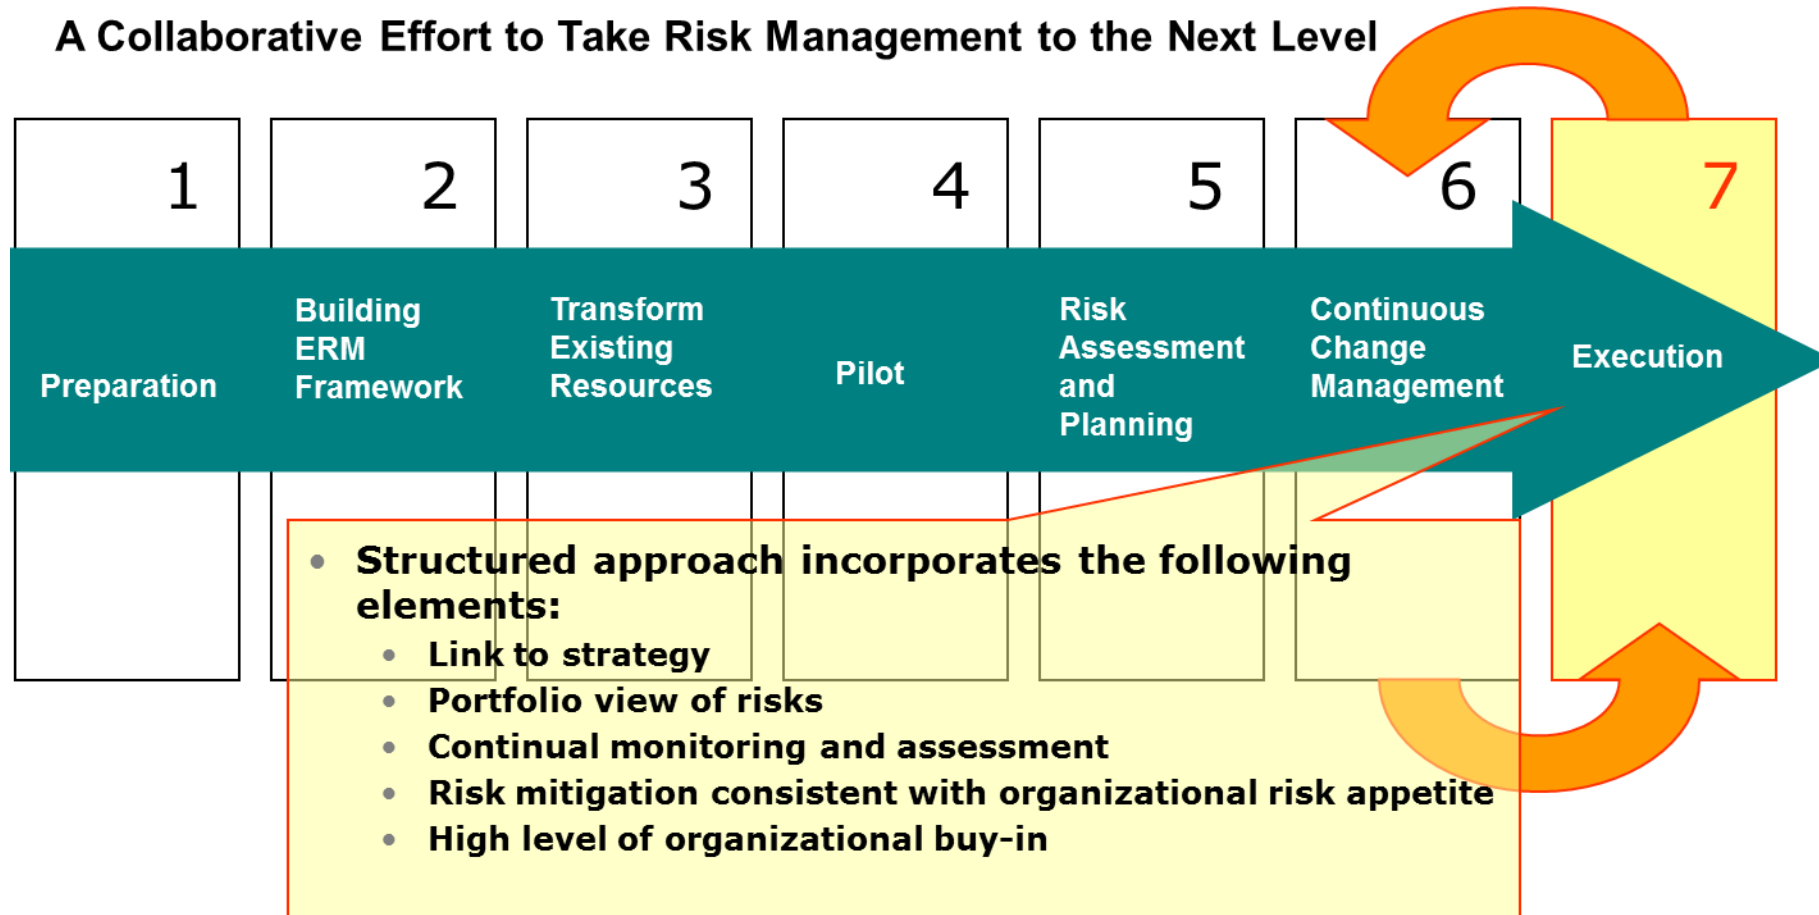 A Collaborative Effort to Take Risk Management to the Next Level
1
2
3
4
5
6
7
Preparation
Building
ERM
Framework
Transform
Existing
Resources
Pilot
Risk
Assessment
and
Planning
Continuous
Change
Management
Execution
• Structured approach incorporates the following
elements:
• Link to strategy
• Portfolio view of risks
• Continual monitoring and assessment
• Risk mitigation consistent with organizational risk appetite
• High level of organizational buy-in